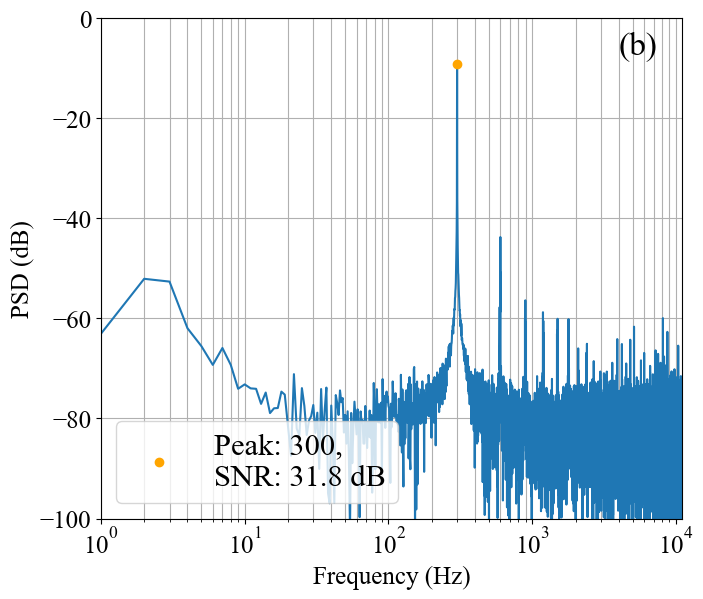 (b)
0
−20
−40
−60
−80
−100
PSD (dB)
Peak: 300,
SNR: 31.8 dB
10⁰
10¹
10²
10³
10⁴
Frequency (Hz)